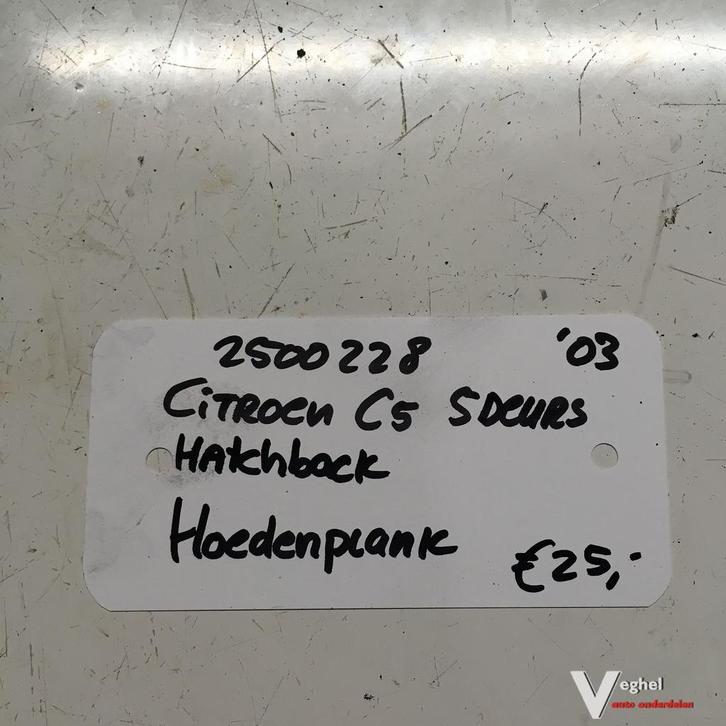 2500228 '03
CiTROEN C5 5DEURS
HAtchback
Hoedenplank
€25,-
Veghel
auto onderdelen